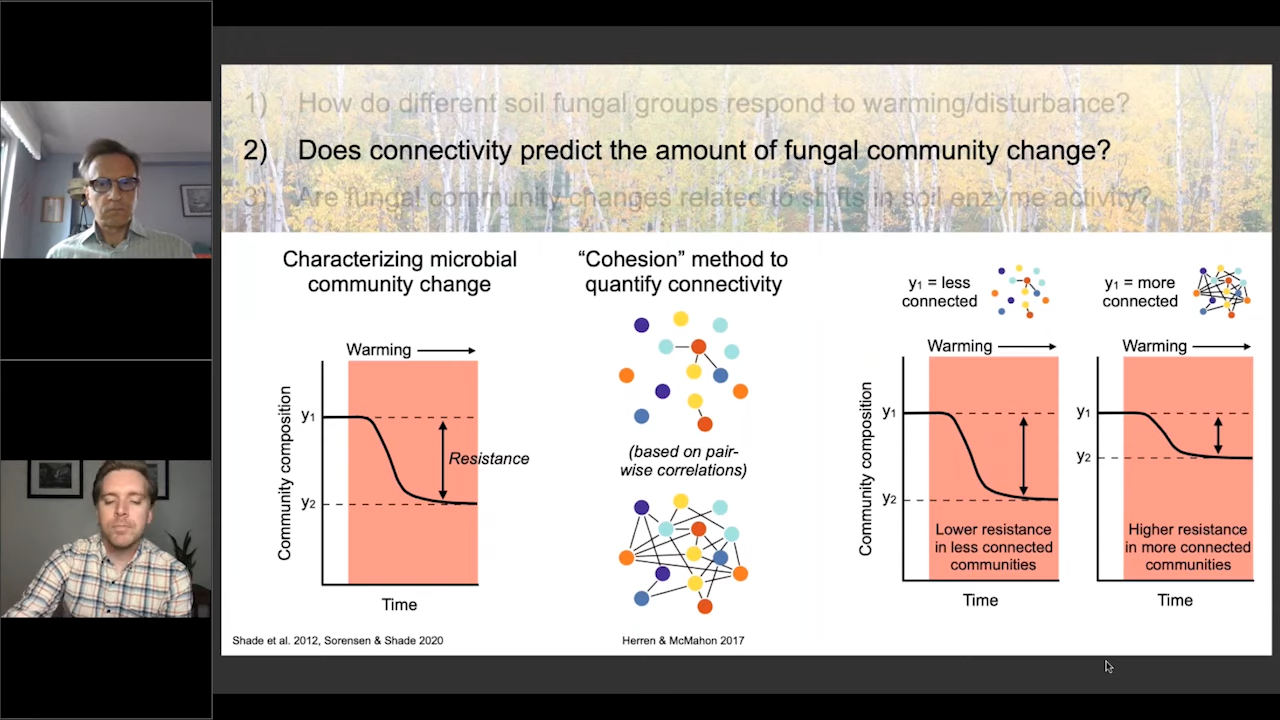 1) How do different soil fungal groups respond to warming/disturbance?
2) Does connectivity predict the amount of fungal community change?
3) Are fungal community changes related to shifts in soil enzyme activity?
Characterizing microbial
community change
Warming
Community composition
y1
Resistance
y2
Time
Shade et al. 2012, Sorensen & Shade 2020
“Cohesion” method to
quantify connectivity
(based on pair-
wise correlations)
Herren & McMahon 2017
y1 = less
connected
Warming
Community composition
y1
y2
Lower resistance
in less connected
communities
Time
y1 = more
connected
Warming
y1
y2
Higher resistance
in more connected
communities
Time